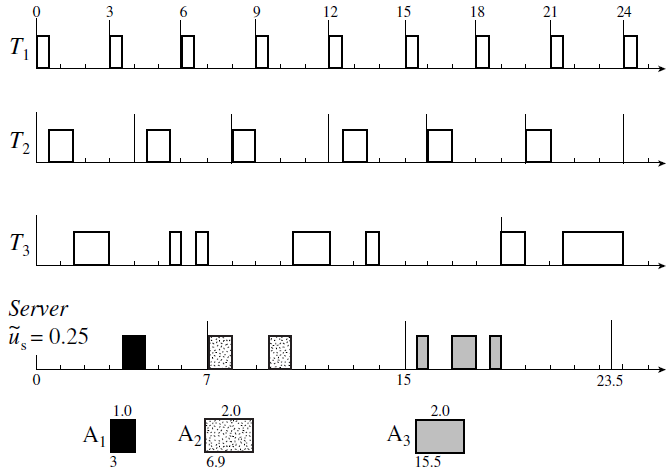 0 3 6 9 12 15 18 21 24
T1
T2
T3
Server
ũs = 0.25
0 7 15 23.5
1.0 2.0 2.0
A1 A2 A3
3 6.9 15.5